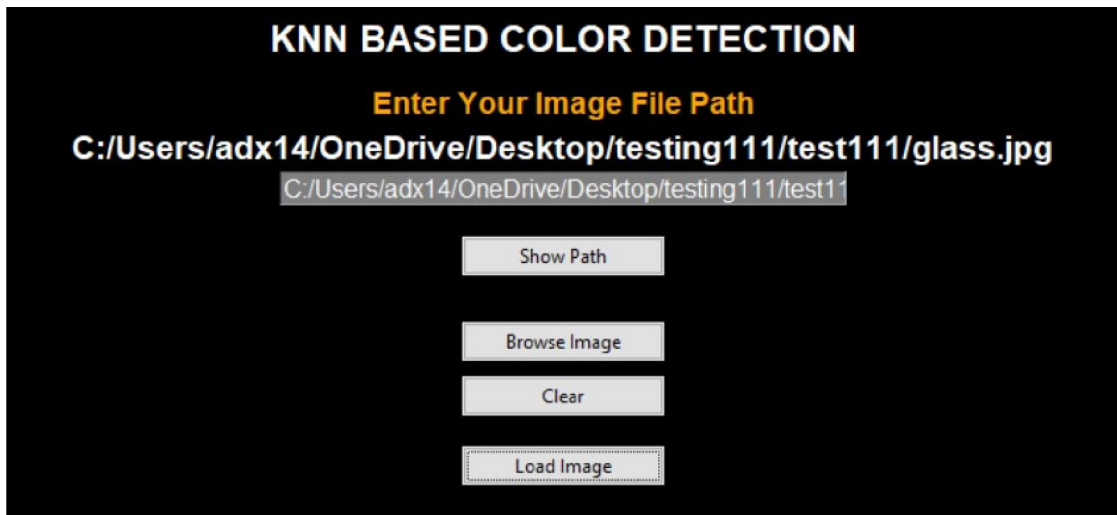 KNN BASED COLOR DETECTION
Enter Your Image File Path
C:/Users/adx14/OneDrive/Desktop/testing111/test111/glass.jpg
C:/Users/adx14/OneDrive/Desktop/testing111/test11
Show Path
Browse Image
Clear
Load Image